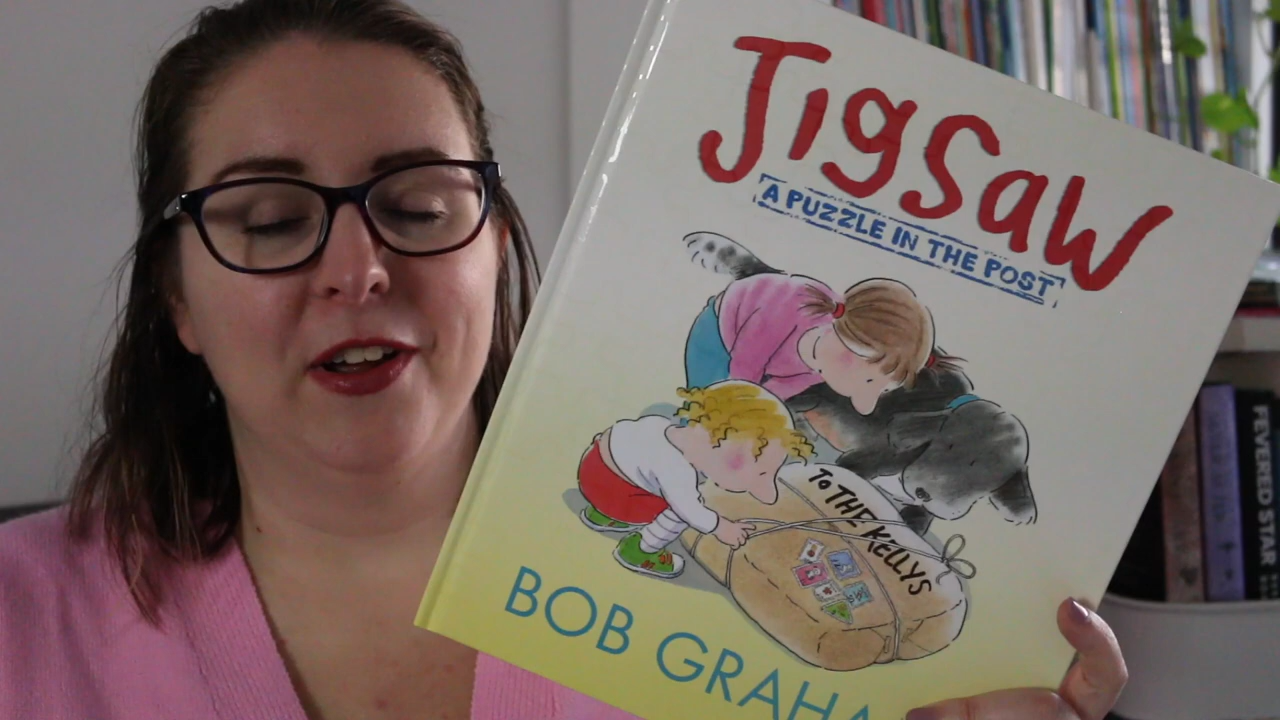 JigSaw
A PUZZLE IN THE POST
To THE KELLYS
BOB GRAHA
FEVERED STAR